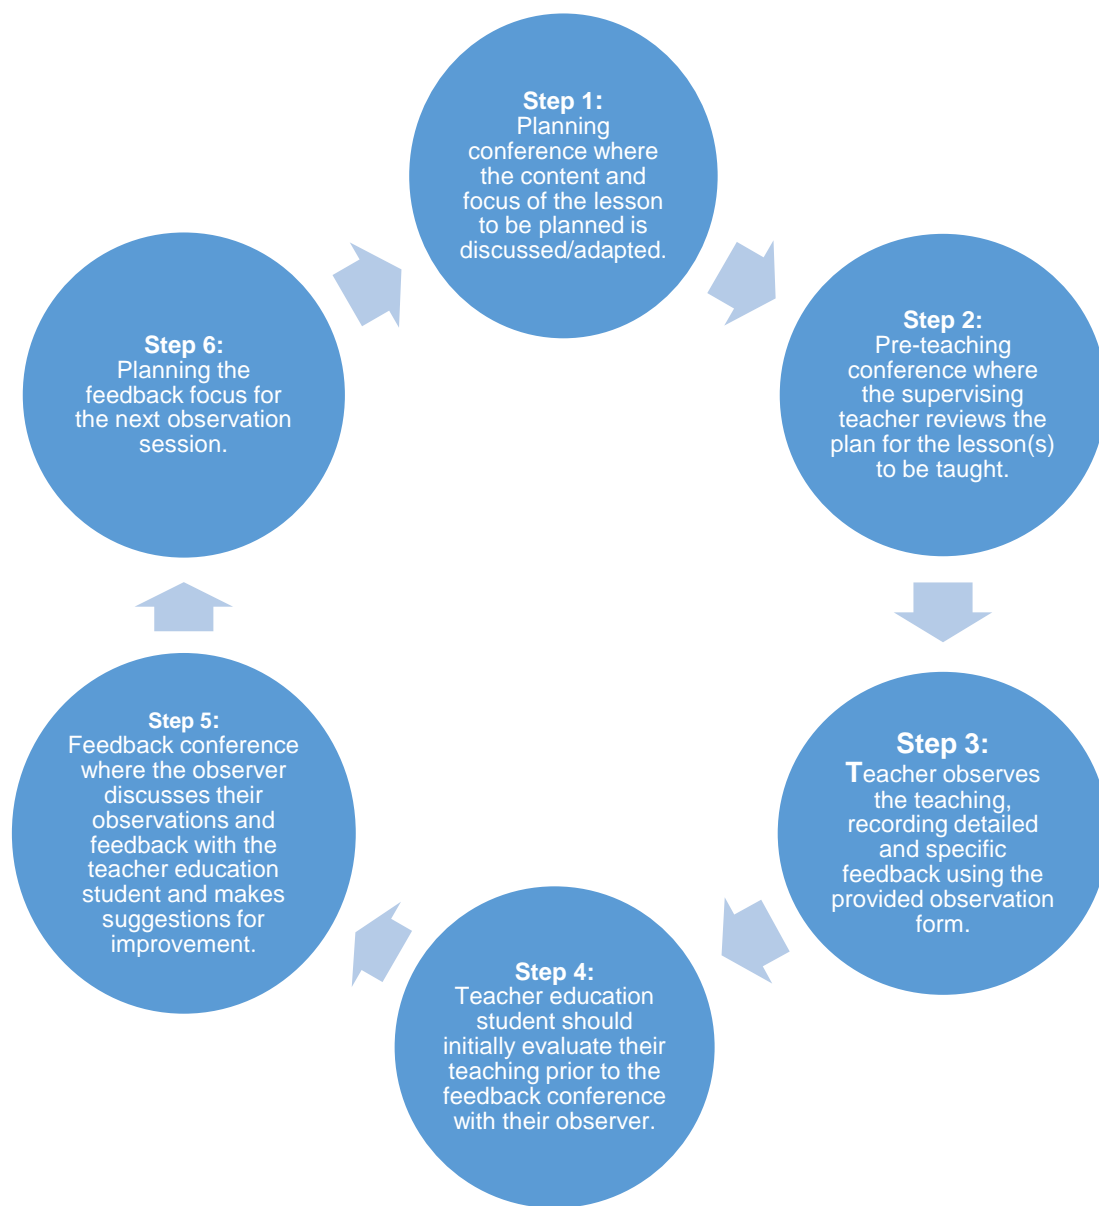 Step 1:
Planning
conference where
the content and
focus of the lesson
to be planned is
discussed/adapted.
Step 2:
Pre-teaching
conference where
the supervising
teacher reviews the
plan for the lesson(s)
to be taught.
Step 3:
Teacher observes
the teaching,
recording detailed
and specific
feedback using the
provided observation
form.
Step 4:
Teacher education
student should
initially evaluate their
teaching prior to the
feedback conference
with their observer.
Step 5:
Feedback conference
where the observer
discusses their
observations and
feedback with the
teacher education
student and makes
suggestions for
improvement.
Step 6:
Planning the
feedback focus for
the next observation
session.